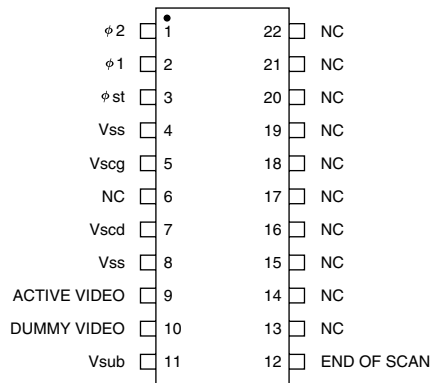 φ2 1 22 NC
φ1 2 21 NC
φst 3 20 NC
Vss 4 19 NC
Vscg 5 18 NC
NC 6 17 NC
Vscd 7 16 NC
Vss 8 15 NC
ACTIVE VIDEO 9 14 NC
DUMMY VIDEO 10 13 NC
Vsub 11 12 END OF SCAN